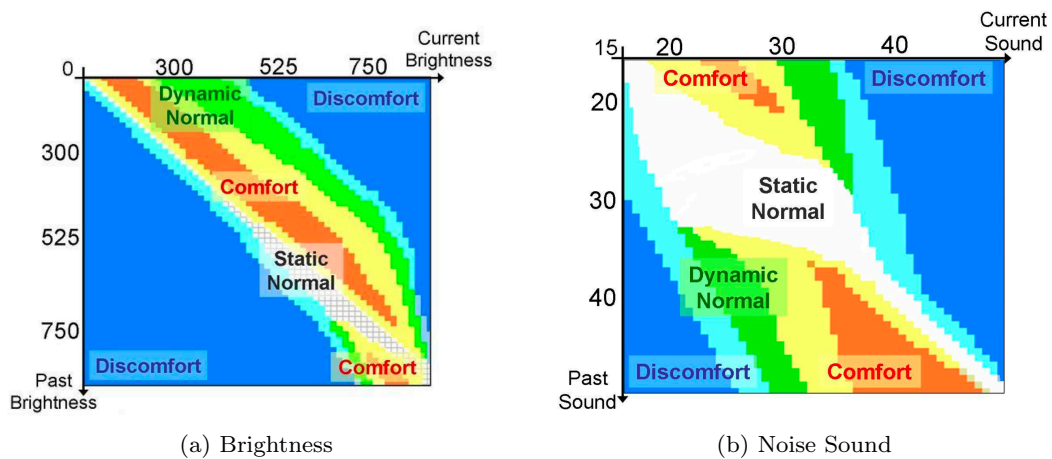 Current
Brightness
0 300 525 750
Dynamic
Normal
Discomfort
300
Comfort
525
Static
Normal
750
Discomfort
Comfort
Past
Brightness
(a) Brightness
Current
Sound
15 20 30 40
Comfort
Discomfort
20
Static
Normal
30
Dynamic
Normal
40
Discomfort
Comfort
Past
Sound
(b) Noise Sound